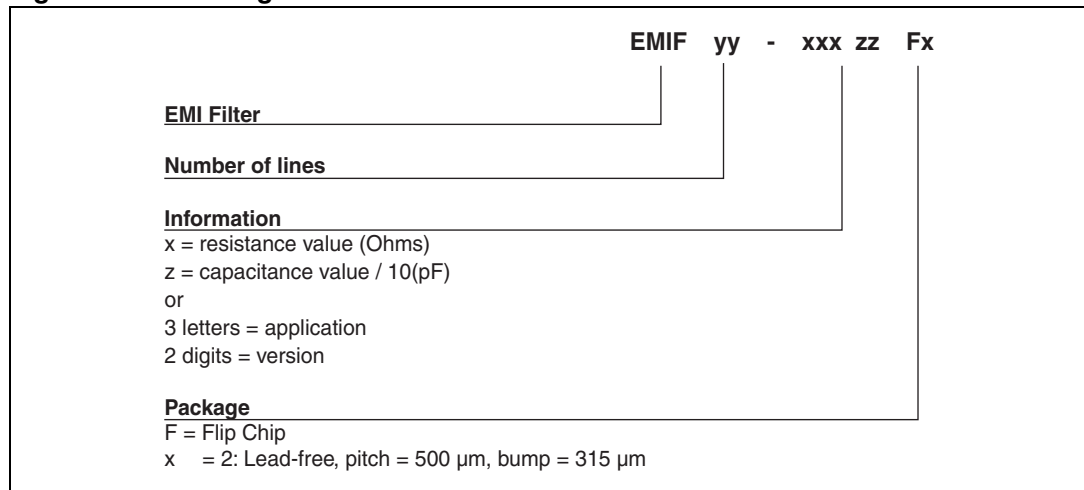 EMIF yy - xxx zz Fx
EMI Filter
Number of lines
Information
x = resistance value (Ohms)
z = capacitance value / 10(pF)
or
3 letters = application
2 digits = version
Package
F = Flip Chip
x = 2: Lead-free, pitch = 500 µm, bump = 315 µm